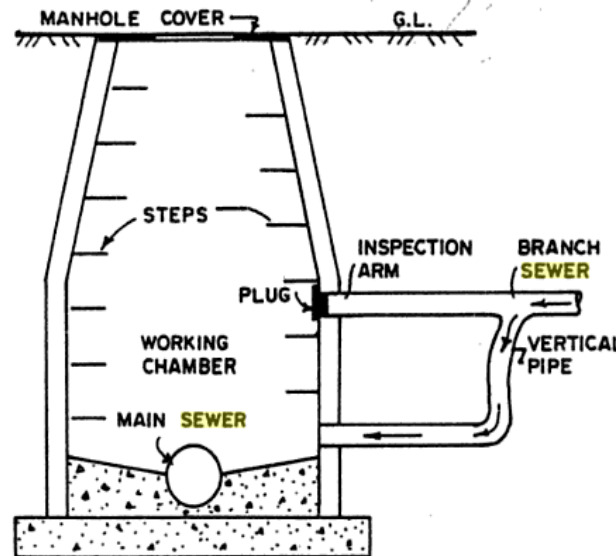 MANHOLE COVER
G.L.
STEPS
INSPECTION
ARM
BRANCH
SEWER
PLUG
VERTICAL
PIPE
WORKING
CHAMBER
MAIN SEWER